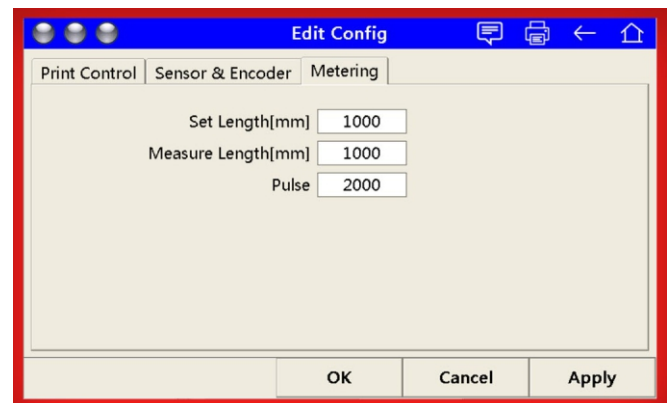 Edit Config
Print Control Sensor & Encoder Metering
Set Length[mm] 1000
Measure Length[mm] 1000
Pulse 2000
OK Cancel Apply